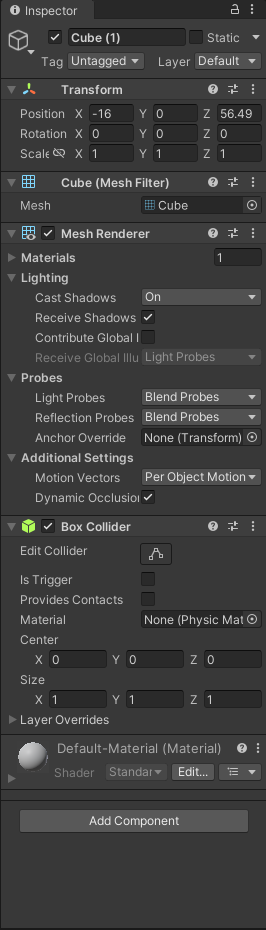 Inspector
Cube (1) Static
Tag Untagged Layer Default
Transform
Position X -16 Y 0 Z 56.49
Rotation X 0 Y 0 Z 0
Scale X 1 Y 1 Z 1
Cube (Mesh Filter)
Mesh Cube
Mesh Renderer
Materials 1
Lighting
Cast Shadows On
Receive Shadows
Contribute Global I
Receive Global Illu Light Probes
Probes
Light Probes Blend Probes
Reflection Probes Blend Probes
Anchor Override None (Transform)
Additional Settings
Motion Vectors Per Object Motion
Dynamic Occlusion
Box Collider
Edit Collider
Is Trigger
Provides Contacts
Material None (Physic Mat
Center
X 0 Y 0 Z 0
Size
X 1 Y 1 Z 1
Layer Overrides
Default-Material (Material)
Shader Standar Edit...
Add Component